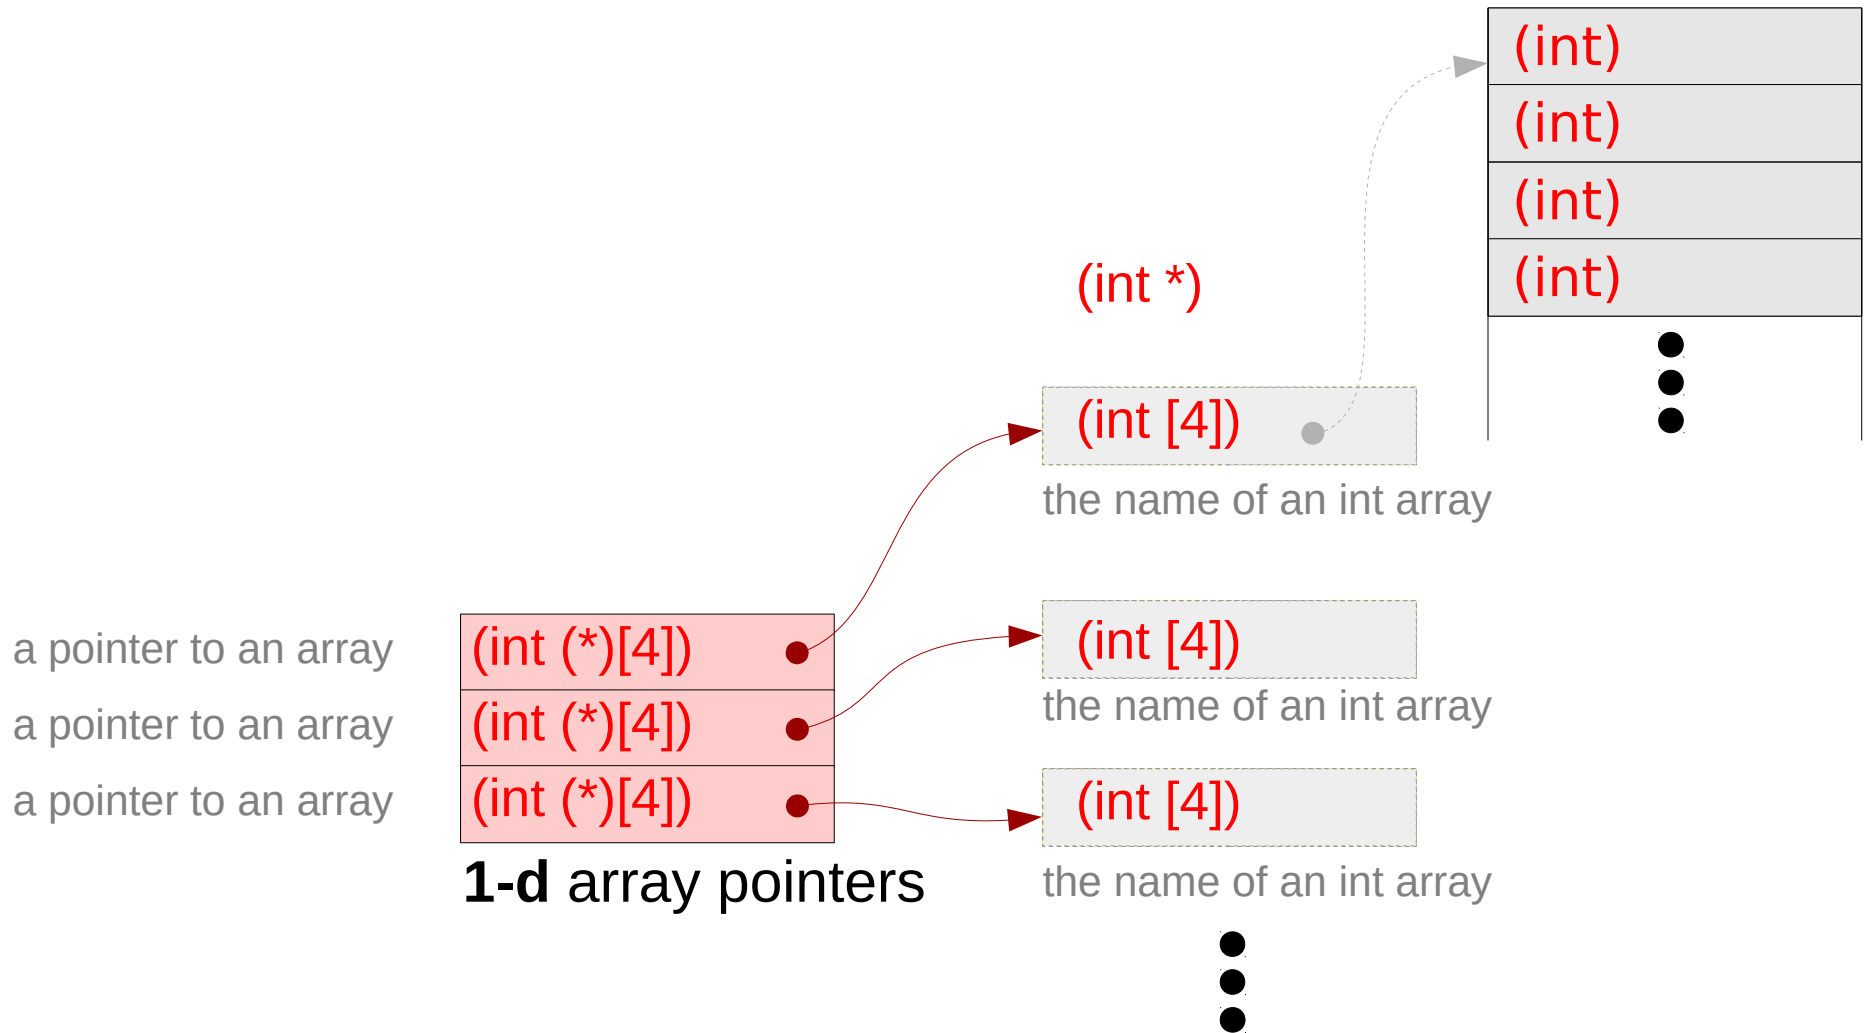 (int)
(int)
(int)
(int)
(int *)
(int [4])
the name of an int array
a pointer to an array (int (*)[4]) (int [4])
the name of an int array
a pointer to an array (int (*)[4])
a pointer to an array (int (*)[4]) (int [4])
1-d array pointers the name of an int array